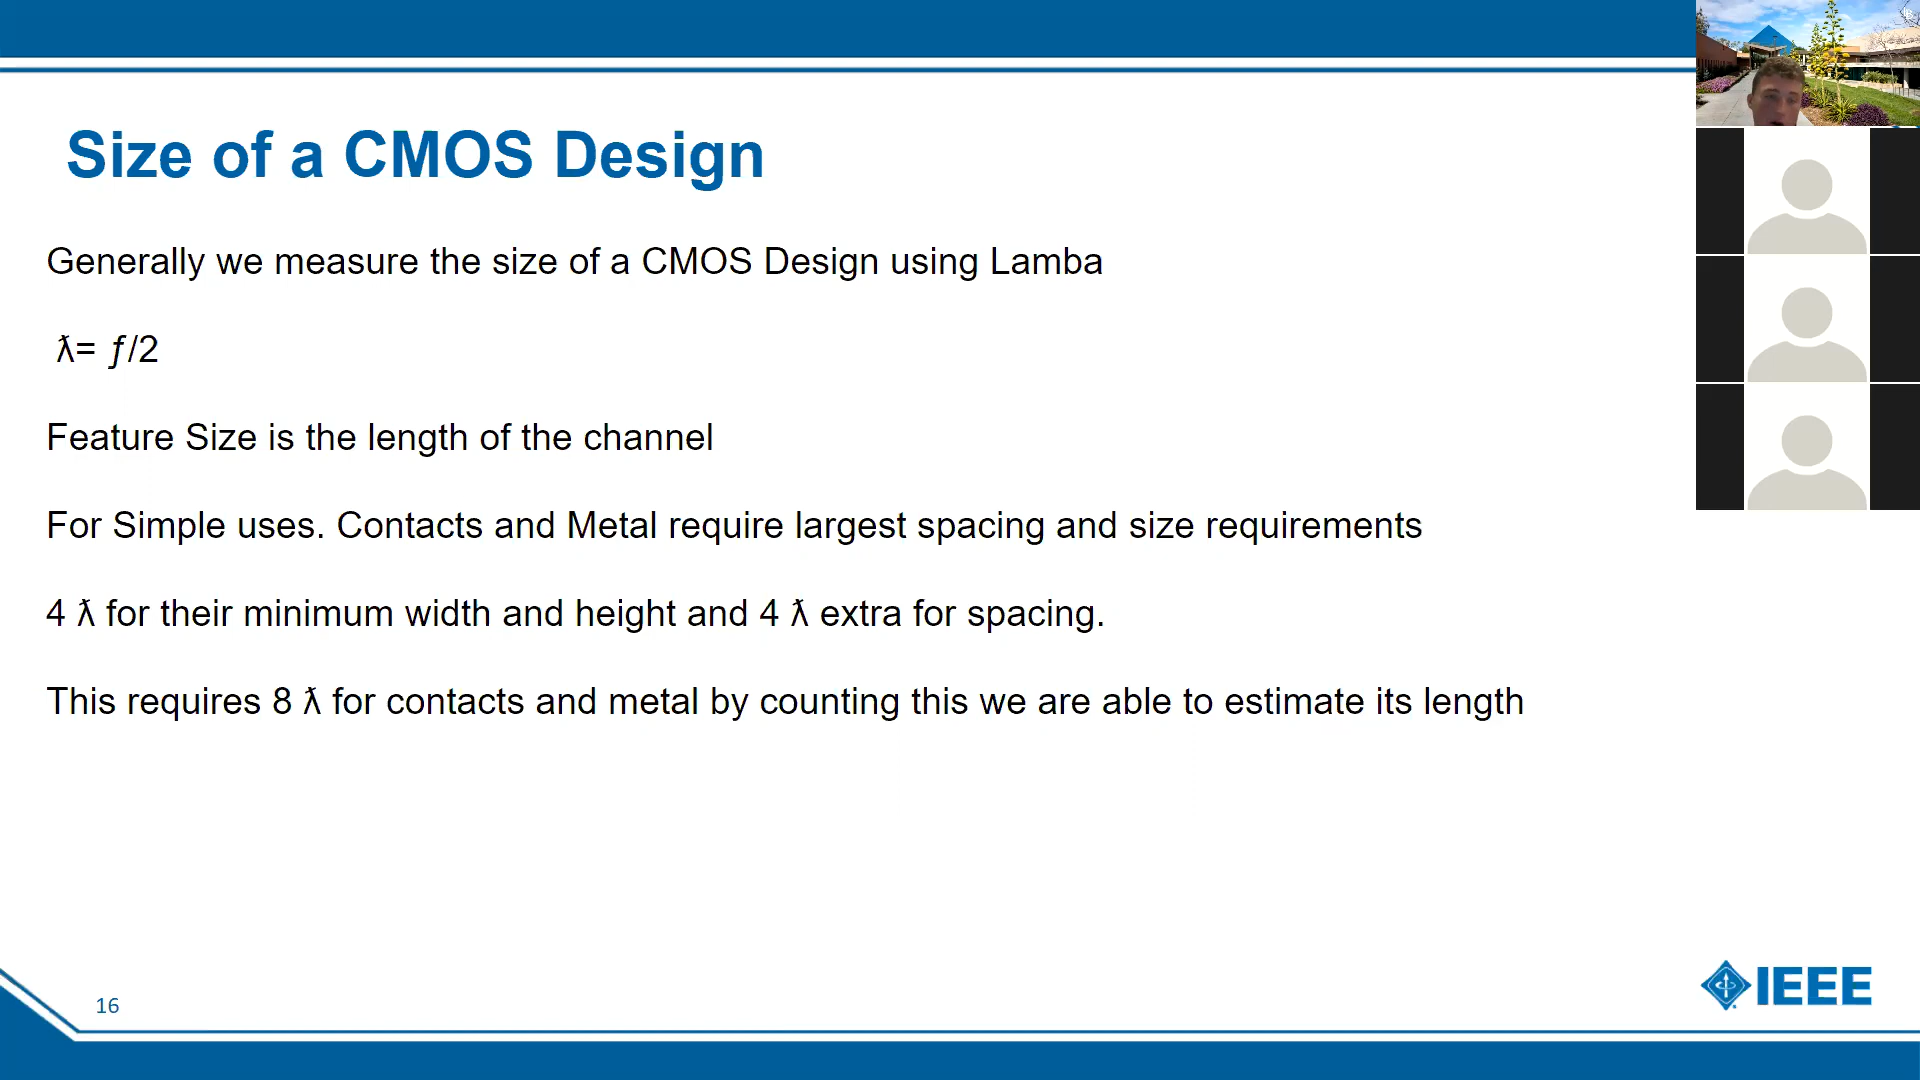 Size of a CMOS Design
Generally we measure the size of a CMOS Design using Lamba
ƛ= ƒ/2
Feature Size is the length of the channel
For Simple uses. Contacts and Metal require largest spacing and size requirements
4 ƛ for their minimum width and height and 4 ƛ extra for spacing.
This requires 8 ƛ for contacts and metal by counting this we are able to estimate its length
16
IEEE